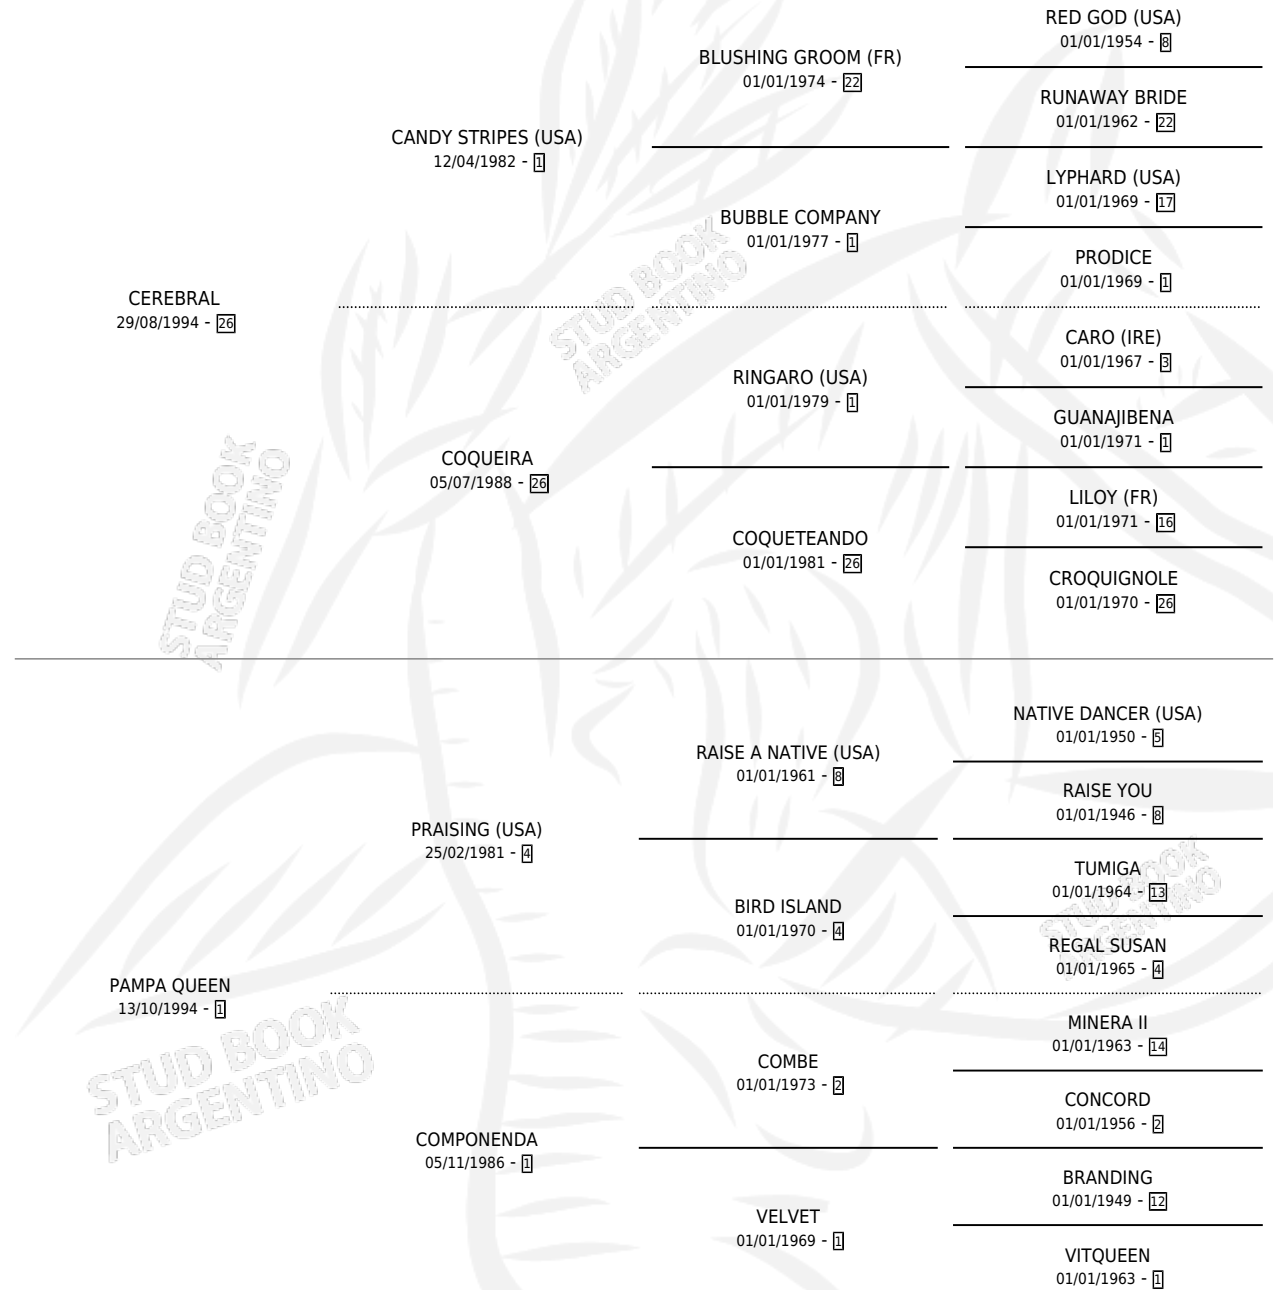 RED GOD (USA)
01/01/1954 - 8
BLUSHING GROOM (FR)
01/01/1974 - 22
RUNAWAY BRIDE
01/01/1962 - 22
CANDY STRIPES (USA)
12/04/1982 - 1
LYPHARD (USA)
01/01/1969 - 17
BUBBLE COMPANY
01/01/1977 - 1
PRODICE
01/01/1969 - 1
STUD BOOK
ARGENTINO
CEREBRAL
29/08/1994 - 26
CARO (IRE)
01/01/1967 - 3
RINGARO (USA)
01/01/1979 - 1
GUANAJIBENA
01/01/1971 - 1
COQUEIRA
05/07/1988 - 26
LILOY (FR)
01/01/1971 - 16
COQUETEANDO
01/01/1981 - 26
CROQUIGNOLE
01/01/1970 - 26
STUD BOOK
ARGENTINO
NATIVE DANCER (USA)
01/01/1950 - 5
RAISE A NATIVE (USA)
01/01/1961 - 8
RAISE YOU
01/01/1946 - 8
PRAISING (USA)
25/02/1981 - 4
TUMIGA
01/01/1964 - 13
BIRD ISLAND
01/01/1970 - 4
REGAL SUSAN
01/01/1965 - 4
STUD BOOK
ARGENTINO
PAMPA QUEEN
13/10/1994 - 1
MINERA II
01/01/1963 - 14
COMBE
01/01/1973 - 2
CONCORD
01/01/1956 - 2
STUD BOOK
ARGENTINO
COMPONENDA
05/11/1986 - 1
BRANDING
01/01/1949 - 12
VELVET
01/01/1969 - 1
VITQUEEN
01/01/1963 - 1